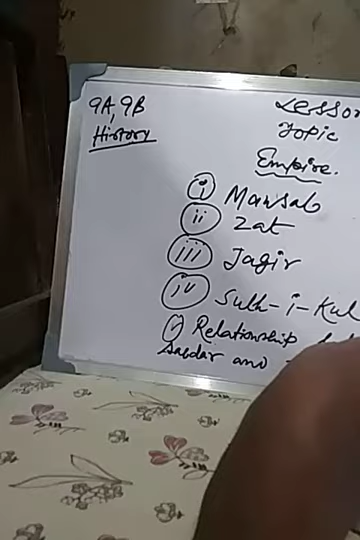 9A, 9B
History
Lesson
Topic
Empire.
(i) Mansab
(ii) Zat
(iii) Jagir
(iv) Sulh-i-Kul
(v) Relationship
Sardar and